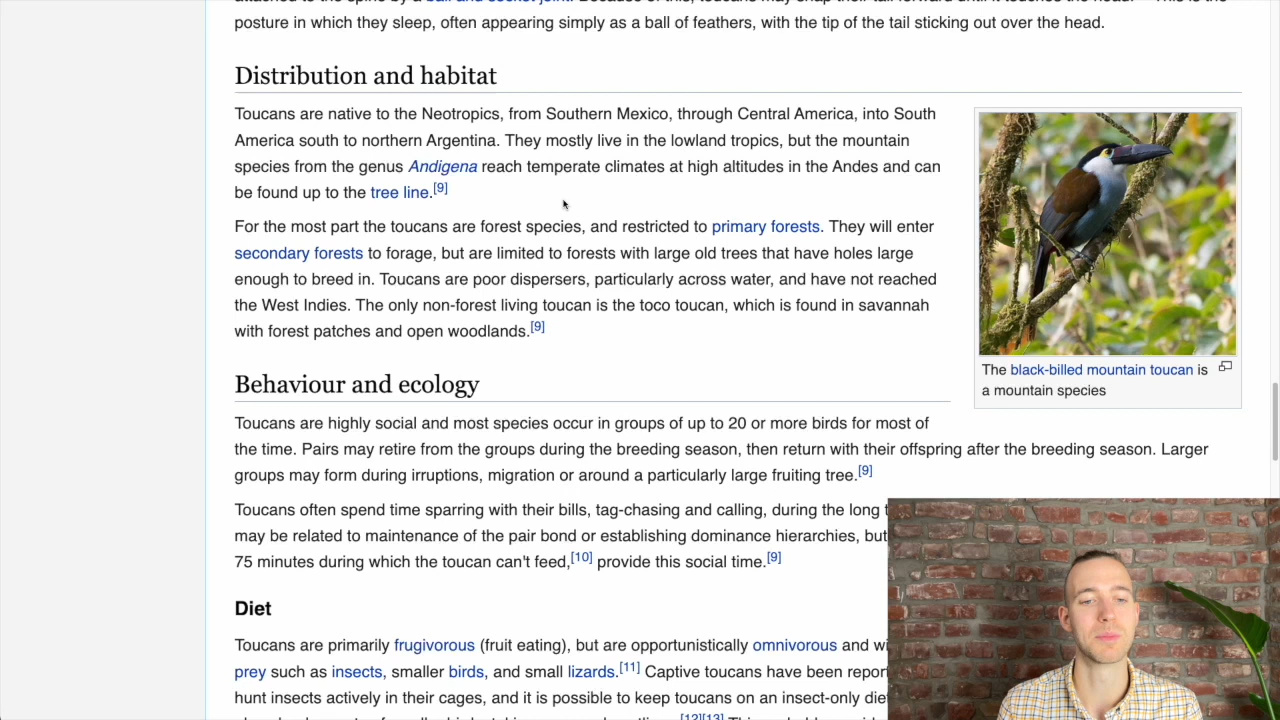 posture in which they sleep, often appearing simply as a ball of feathers, with the tip of the tail sticking out over the head.
Distribution and habitat
Toucans are native to the Neotropics, from Southern Mexico, through Central America, into South
America south to northern Argentina. They mostly live in the lowland tropics, but the mountain
species from the genus Andigena reach temperate climates at high altitudes in the Andes and can
be found up to the tree line.[9]
For the most part the toucans are forest species, and restricted to primary forests. They will enter
secondary forests to forage, but are limited to forests with large old trees that have holes large
enough to breed in. Toucans are poor dispersers, particularly across water, and have not reached
the West Indies. The only non-forest living toucan is the toco toucan, which is found in savannah
with forest patches and open woodlands.[9]
The black-billed mountain toucan is
a mountain species
Behaviour and ecology
Toucans are highly social and most species occur in groups of up to 20 or more birds for most of
the time. Pairs may retire from the groups during the breeding season, then return with their offspring after the breeding season. Larger
groups may form during irruptions, migration or around a particularly large fruiting tree.[9]
Toucans often spend time sparring with their bills, tag-chasing and calling, during the long
may be related to maintenance of the pair bond or establishing dominance hierarchies, but
75 minutes during which the toucan can't feed,[10] provide this social time.[9]
Diet
Toucans are primarily frugivorous (fruit eating), but are opportunistically omnivorous and
prey such as insects, smaller birds, and small lizards.[11] Captive toucans have been
hunt insects actively in their cages, and it is possible to keep toucans on an insect-only